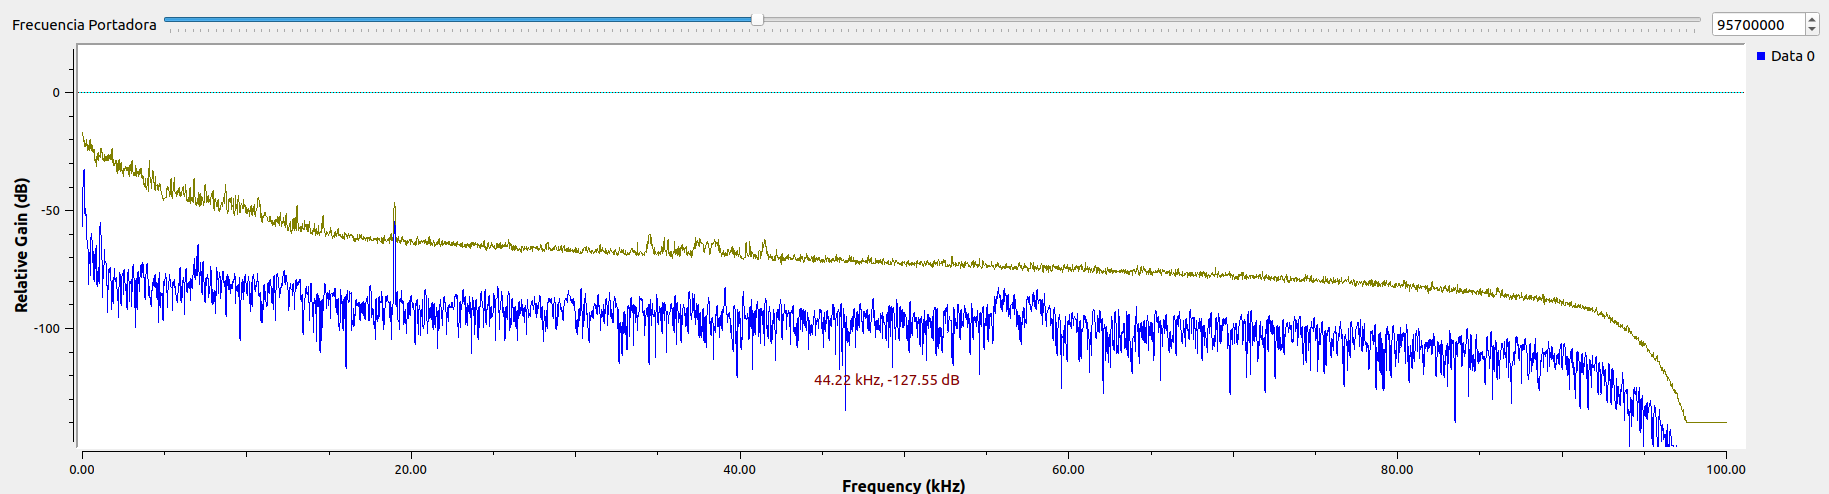 Frecuencia Portadora
95700000
Data 0
Relative Gain (dB)
0
-50
-100
44.22 kHz, -127.55 dB
0.00 20.00 40.00 60.00 80.00 100.00
Frequency (kHz)